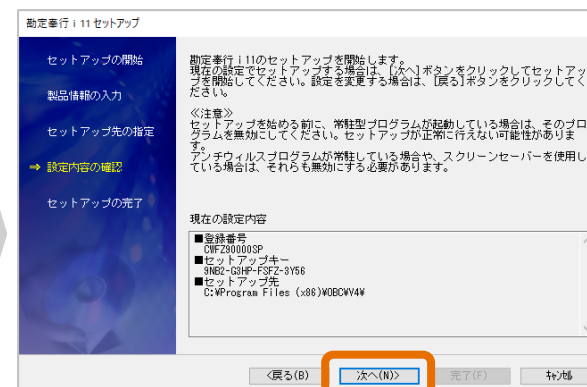 勘定奉行 i 11 セットアップ
セットアップの開始
製品情報の入力
セットアップ先の指定
⇒ 設定内容の確認
セットアップの完了
勘定奉行 i 11のセットアップを開始します。
現在の設定でセットアップする場合は、[次へ]ボタンをクリックしてセットアッ
プを開始してください。設定を変更する場合は、[戻る]ボタンをクリックしてく
ださい。
≪注意≫
セットアップを始める前に、常駐型プログラムが起動している場合は、そのプロ
グラムを無効にしてください。セットアップが正常に行えない可能性がありま
す。
アンチウィルスプログラムが常駐している場合や、スクリーンセーバーを使用し
ている場合は、それらも無効にする必要があります。
現在の設定内容
■登録番号
CWFZ90000SP
■セットアップキー
9NB2-G3HP-FSFZ-3Y56
■セットアップ先
C:¥Program Files (x86)¥OBC¥V4¥
<戻る(B) 次へ(N)> 完了(F) キャンセル